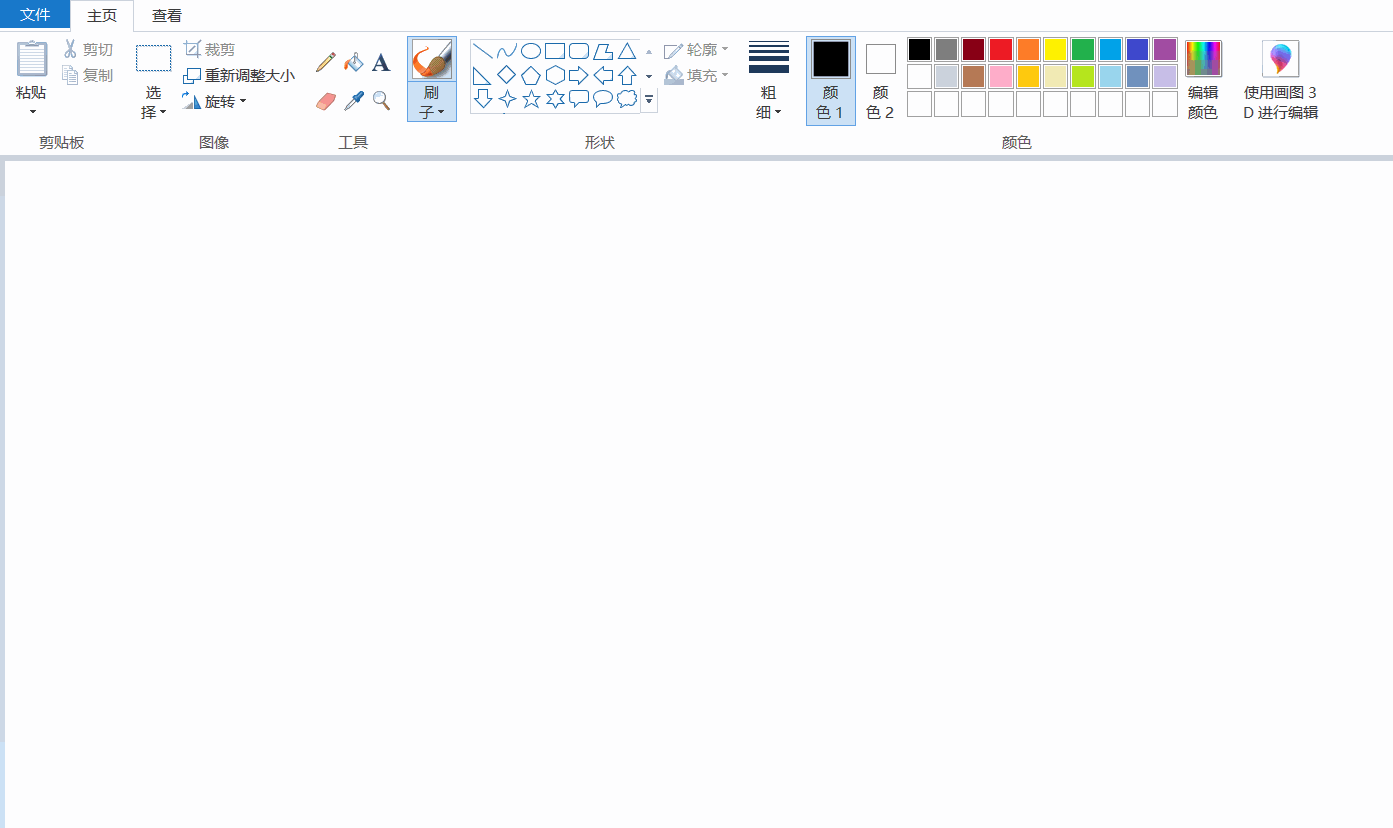 文件 主页 查看
粘贴
剪切
复制
剪贴板
选
择
裁剪
重新调整大小
旋转
图像
A
工具
刷
子
形状
轮廓
填充
粗
细
颜
色 1
颜
色 2
编辑
颜色
颜色
使用画图 3
D 进行编辑